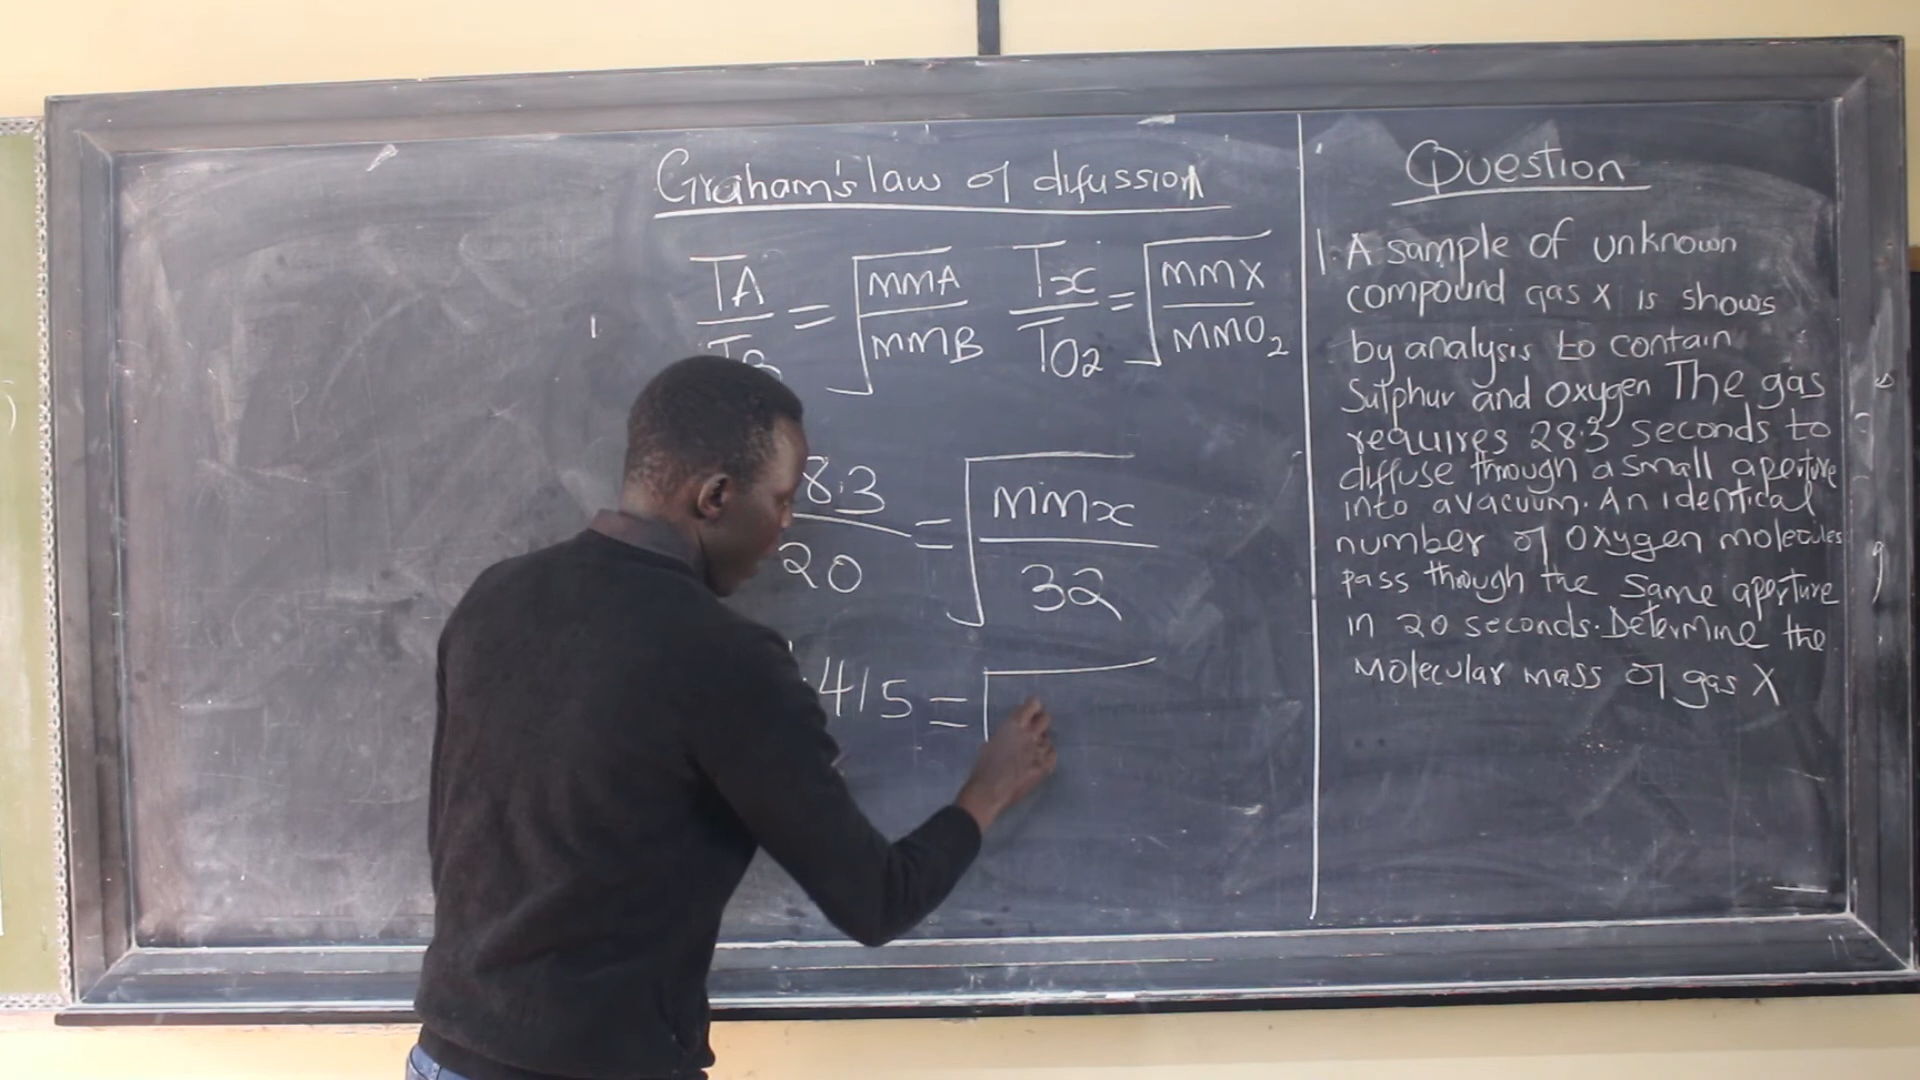 Graham's law of difussion
TA = √ MMA Tx = √ MMX
TB MMB TO2 MMO2
8.3 = √ MMx
20 32
.415 = √
Question
1. A sample of unknown
compound gas X is shows
by analysis to contain
Sulphur and oxygen The gas
requires 28.3 seconds to
diffuse through a small aperture
into a vacuum. An identical
number of oxygen molecules
pass through the same aperture
in 20 seconds. Determine the
molecular mass of gas X